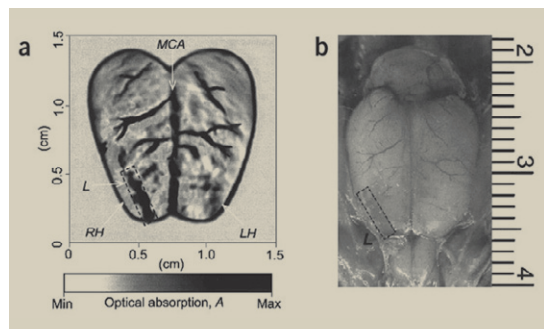 a
MCA
1.5
1.0
(cm)
0.5
0
L
RH
LH
0
0.5
1.0
1.5
(cm)
Min
Optical absorption, A
Max
b
2
3
4
L